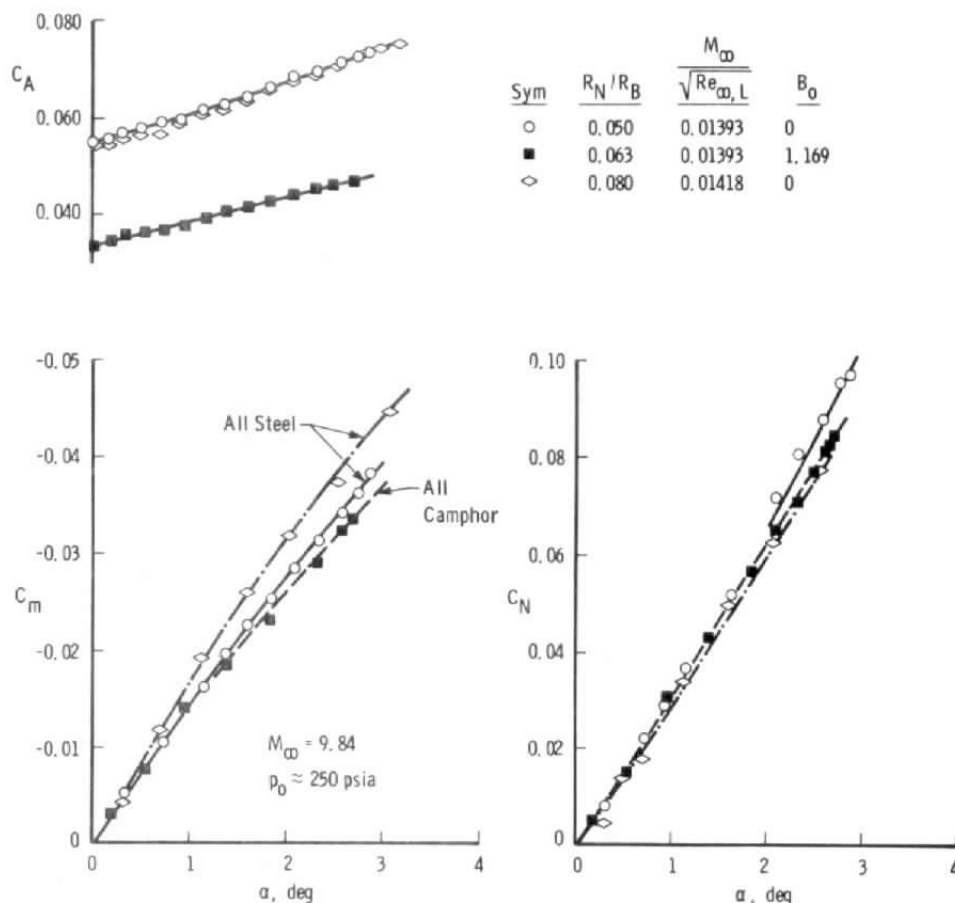 0.080
C_A
0.060
0.040
M_∞
Sym R_N/R_B √Re_∞,L B_o
○ 0.050 0.01393 0
■ 0.063 0.01393 1.169
◇ 0.080 0.01418 0
-0.05
-0.04
-0.03
C_m
-0.02
-0.01
0
All Steel
All
Camphor
M_∞ = 9.84
p_o ≈ 250 psia
0 1 2 3 4
α, deg
0.10
0.08
0.06
C_N
0.04
0.02
0
0 1 2 3 4
α, deg